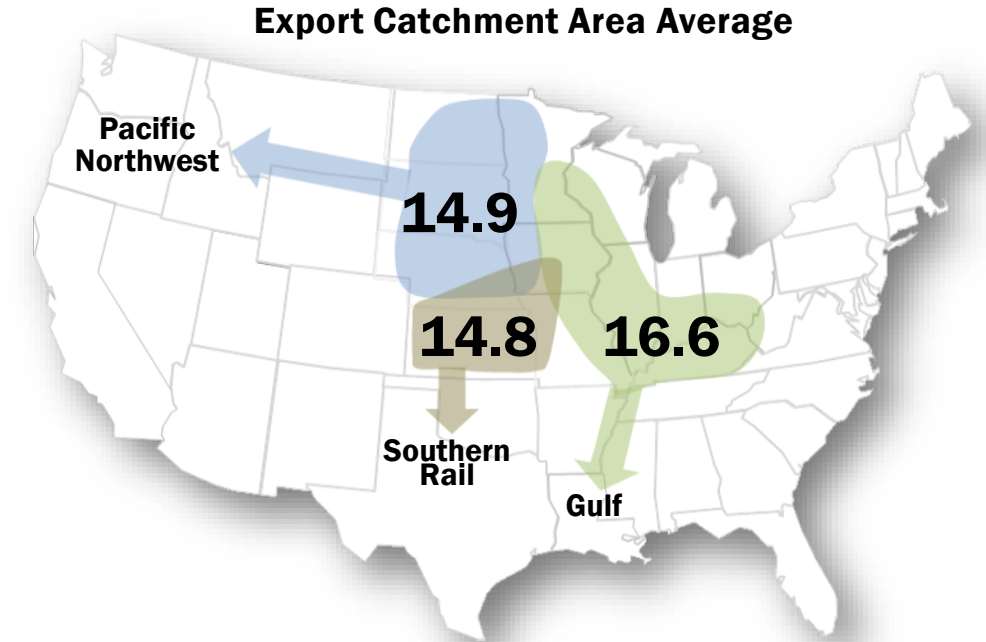 Export Catchment Area Average
Pacific
Northwest
14.9
14.8
16.6
Southern
Rail
Gulf